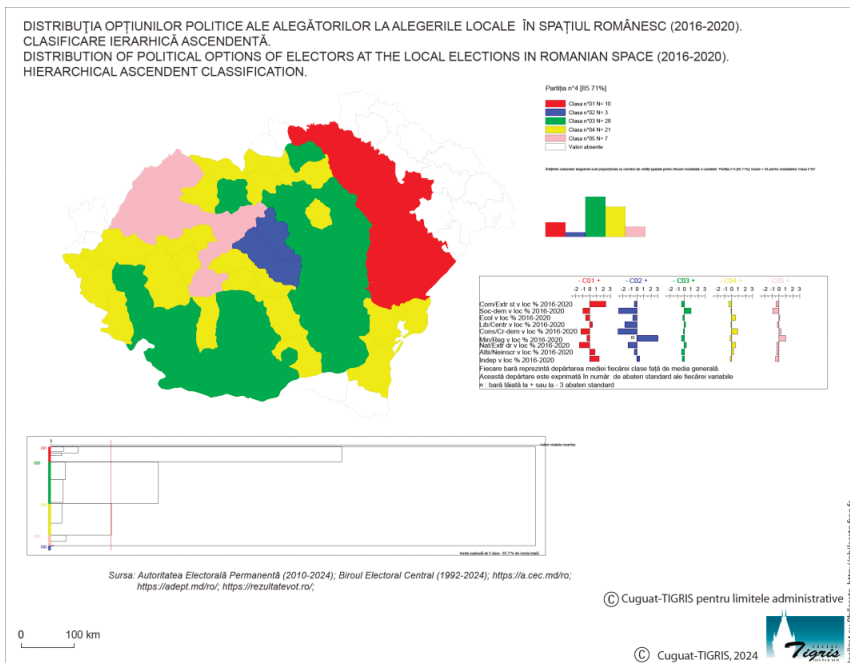 DISTRIBUŢIA OPŢIUNILOR POLITICE ALE ALEGĂTORILOR LA ALEGERILE LOCALE ÎN SPAŢIUL ROMÂNESC (2016-2020).
CLASIFICARE IERARHICĂ ASCENDENTĂ.
DISTRIBUTION OF POLITICAL OPTIONS OF ELECTORS AT THE LOCAL ELECTIONS IN ROMANIAN SPACE (2016-2020).
HIERARCHICAL ASCENDENT CLASSIFICATION.
Partiţia n°4 [85.71%]
Clasa n°01 N= 10
Clasa n°02 N= 3
Clasa n°03 N= 28
Clasa n°04 N= 21
Clasa n°05 N= 7
Valori absente
- C01 + - C02 + - C03 + - C04 + - C05 +
-2 -1 0 1 2 3 -2 -1 0 1 2 3 -2 -1 0 1 2 3 -2 -1 0 1 2 3 -2 -1 0 1 2 3
Com/Extr st v loc % 2016-2020
Soc-dem v loc % 2016-2020
Ecol v loc % 2016-2020
Lib/Centr v loc % 2016-2020
Cons/Cr-dem v loc % 2016-2020
Min/Reg v loc % 2016-2020
Nat/Extr dr v loc % 2016-2020
Alti/Neinscr v loc % 2016-2020
Indep v loc % 2016-2020
Fiecare bară reprezintă depărtarea mediei fiecărei clase faţă de media generală.
Această depărtare este exprimată în număr de abateri standard ale fiecărei variabile
¤ : bară tăiată la + sau la - 3 abateri standard
Sursa: Autoritatea Electorală Permanentă (2010-2024); Biroul Electoral Central (1992-2024); https://a.cec.md/ro;
https://adept.md/ro/; https://rezultatevot.ro/;
© Cuguat-TIGRIS pentru limitele administrative
0 100 km
© Cuguat-TIGRIS, 2024
Tigris